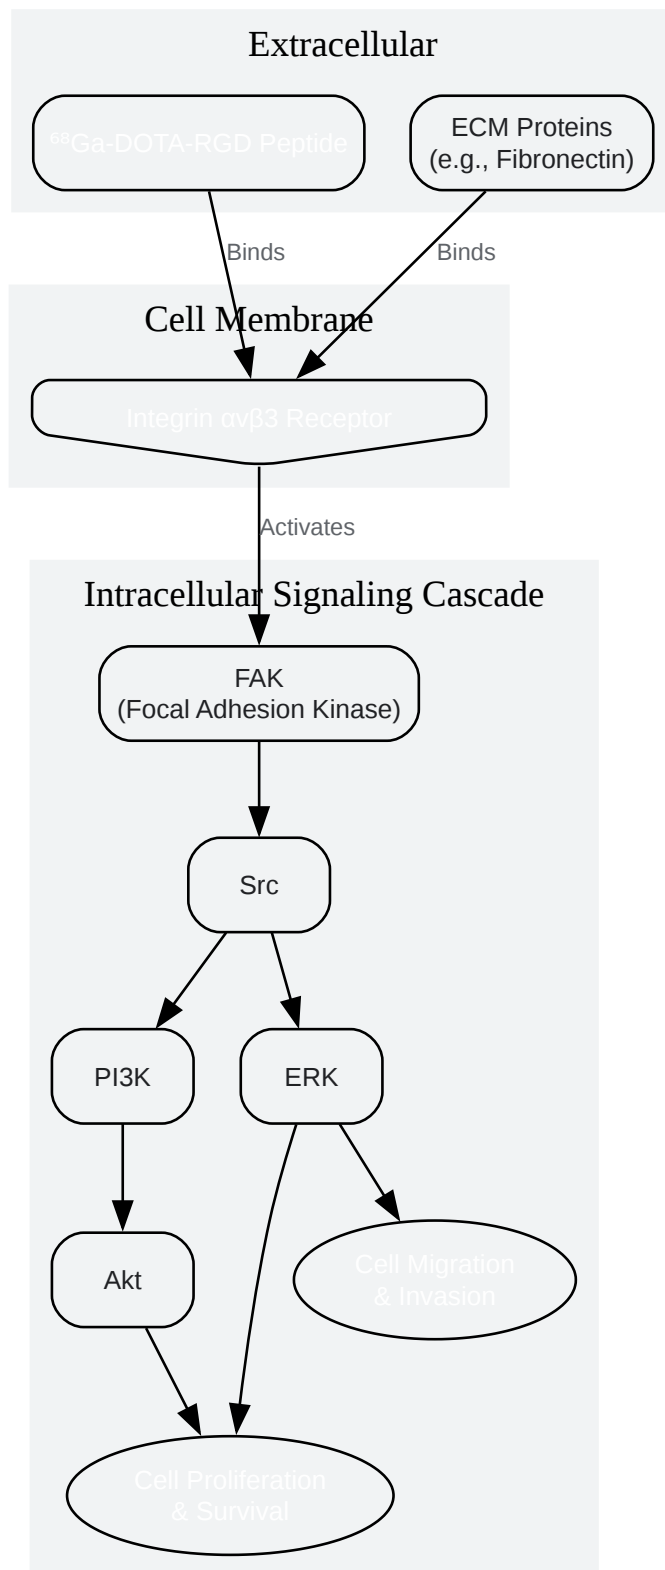 Extracellular
⁶⁸Ga-DOTA-RGD Peptide
ECM Proteins
(e.g., Fibronectin)
Binds
Binds
Cell Membrane
Integrin αvβ3 Receptor
Activates
Intracellular Signaling Cascade
FAK
(Focal Adhesion Kinase)
Src
PI3K
ERK
Akt
Cell Migration
& Invasion
Cell Proliferation
& Survival